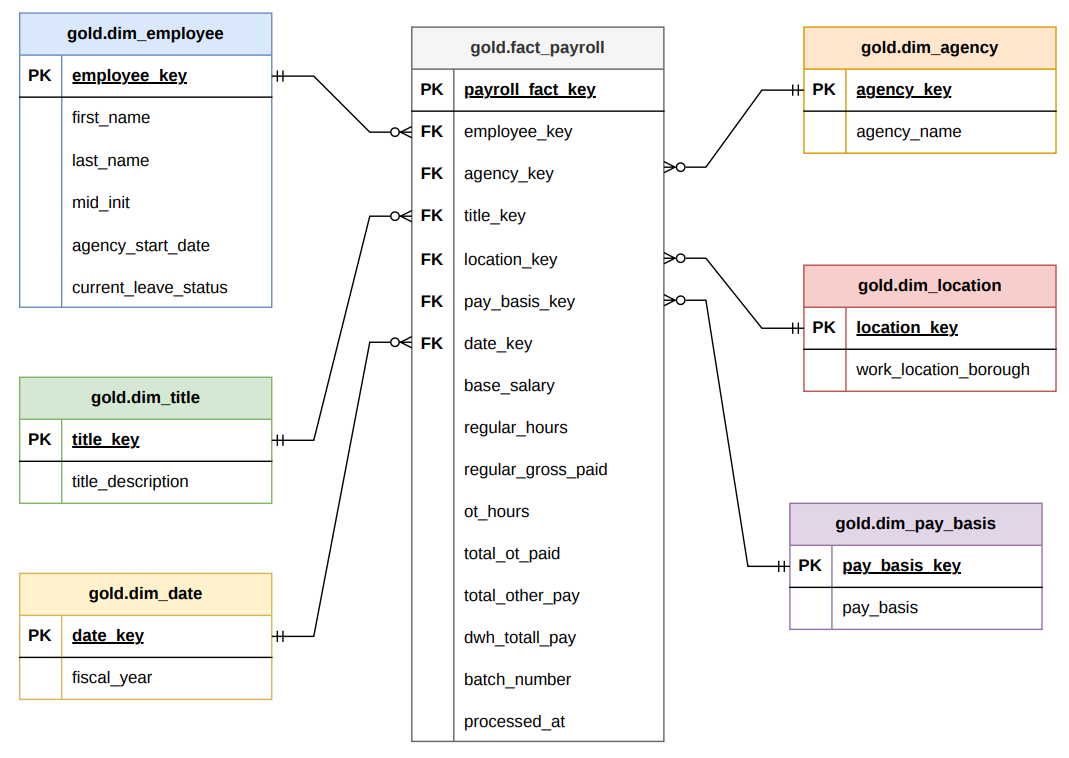 gold.dim_employee
PK employee_key
first_name
last_name
mid_init
agency_start_date
current_leave_status
gold.dim_title
PK title_key
title_description
gold.dim_date
PK date_key
fiscal_year
gold.fact_payroll
PK payroll_fact_key
FK employee_key
FK agency_key
FK title_key
FK location_key
FK pay_basis_key
FK date_key
base_salary
regular_hours
regular_gross_paid
ot_hours
total_ot_paid
total_other_pay
dwh_totall_pay
batch_number
processed_at
gold.dim_agency
PK agency_key
agency_name
gold.dim_location
PK location_key
work_location_borough
gold.dim_pay_basis
PK pay_basis_key
pay_basis